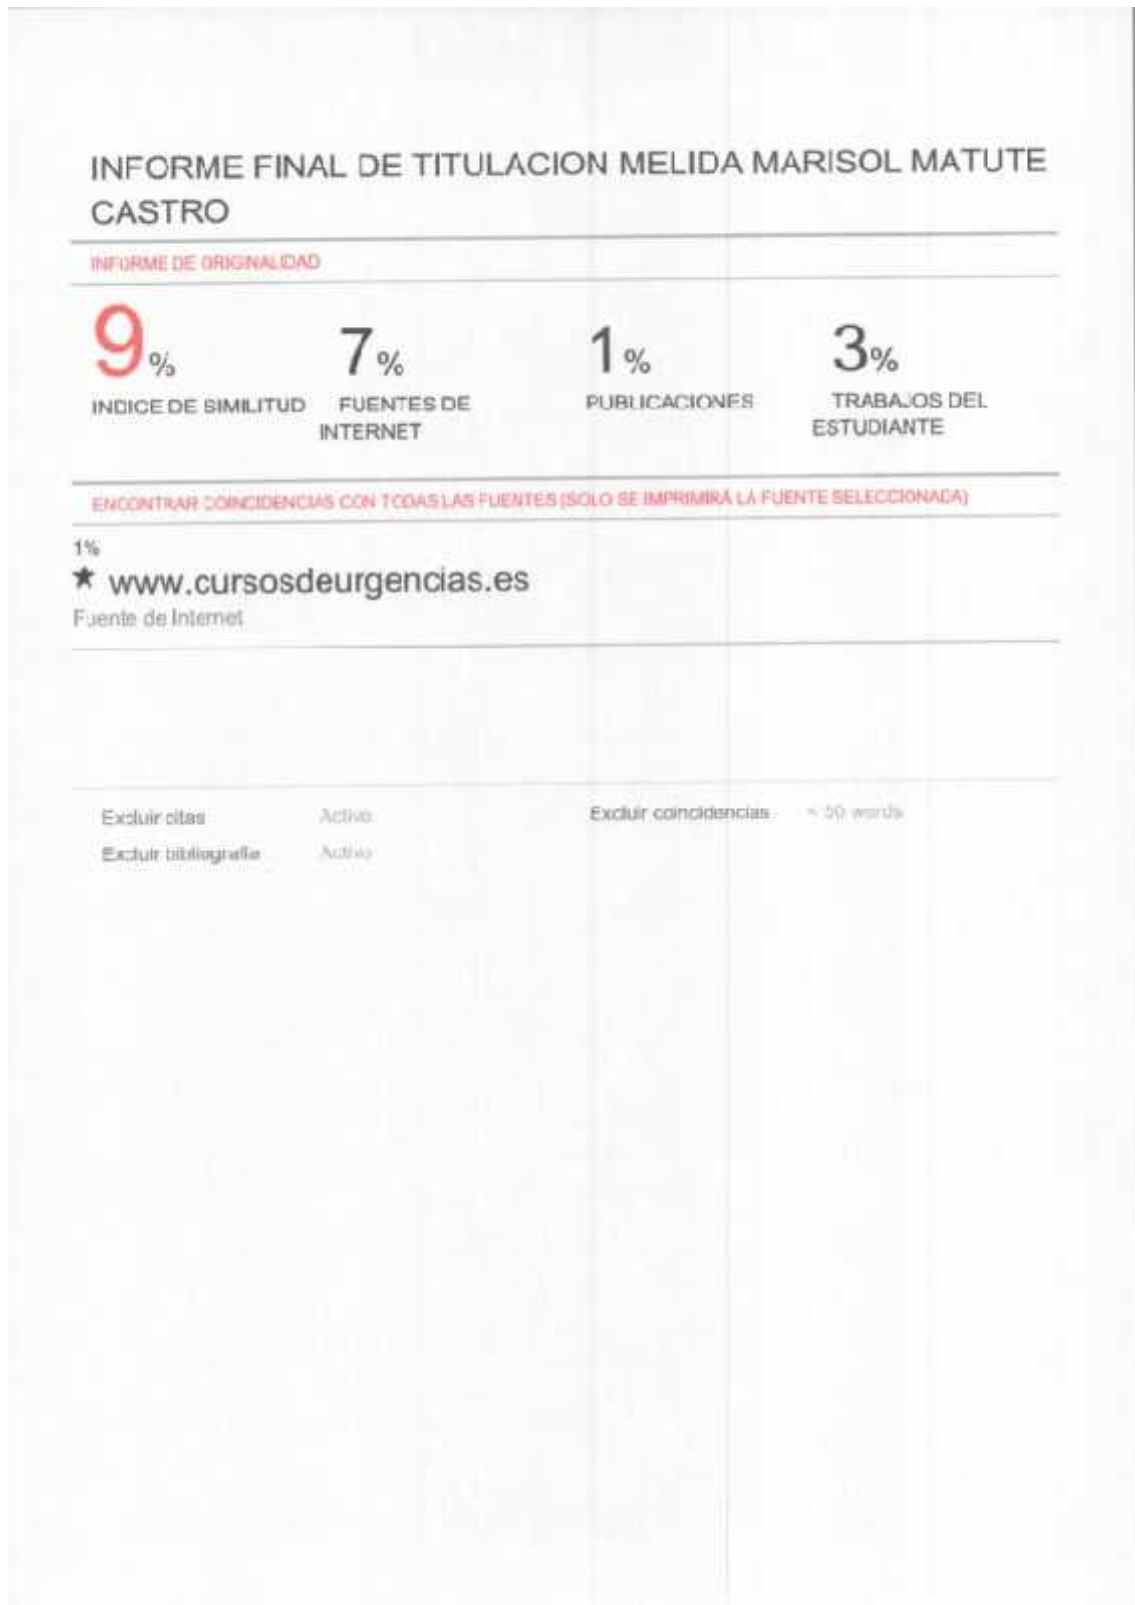 INFORME FINAL DE TITULACION MELIDA MARISOL MATUTE
CASTRO
INFORME DE ORIGINALIDAD
9% 7% 1% 3%
INDICE DE SIMILITUD FUENTES DE PUBLICACIONES TRABAJOS DEL
INTERNET ESTUDIANTE
ENCONTRAR COINCIDENCIAS CON TODAS LAS FUENTES (SOLO SE IMPRIMIRÁ LA FUENTE SELECCIONADA)
1%
★ www.cursosdeurgencias.es
Fuente de Internet
Excluir citas Activo Excluir coincidencias < 50 words
Excluir bibliografía Activo